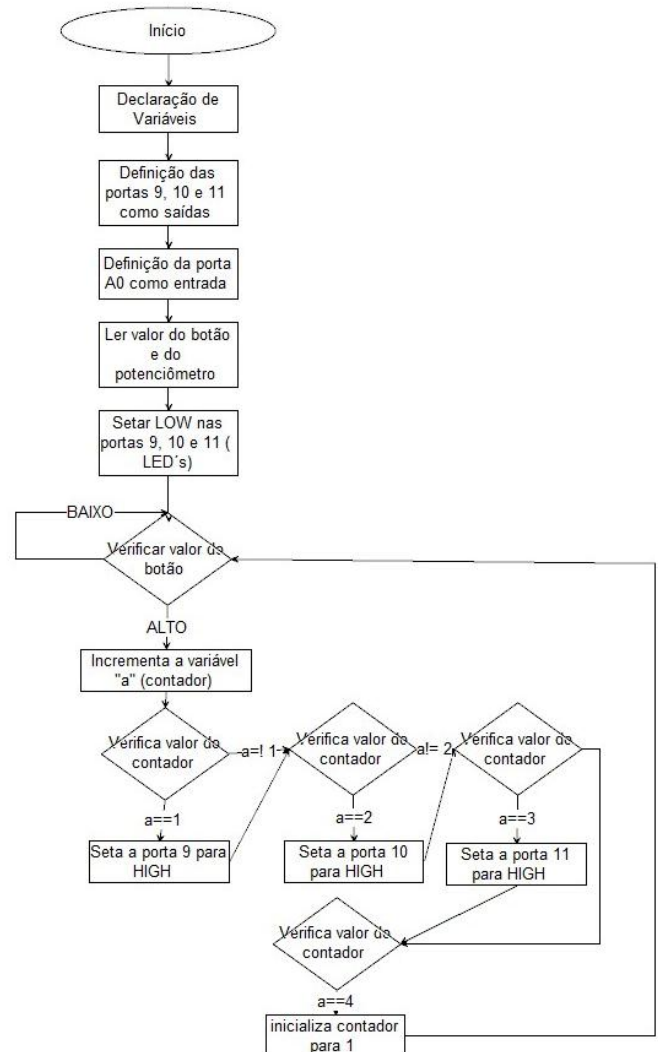 Início
Declaração de
Variáveis
Definição das
portas 9, 10 e 11
como saídas
Definição da porta
A0 como entrada
Ler valor do botão
e do
potenciômetro
Setar LOW nas
portas 9, 10 e 11 (
LED´s)
BAIXO
Verificar valor do
botão
ALTO
Incrementa a variável
"a" (contador)
Verifica valor do
contador
a=! 1
Verifica valor do
contador
a!= 2
Verifica valor do
contador
a==1
a==2
a==3
Seta a porta 9 para
HIGH
Seta a porta 10
para HIGH
Seta a porta 11
para HIGH
Verifica valor do
contador
a==4
inicializa contador
para 1